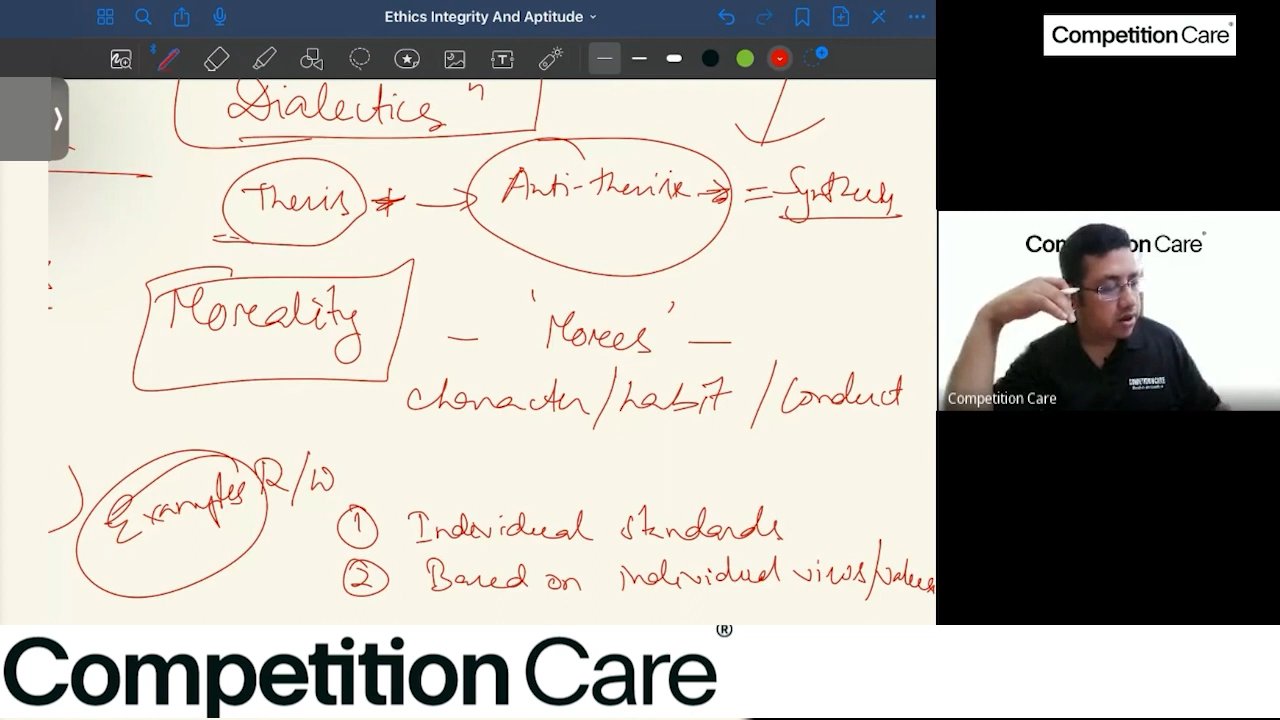 Ethics Integrity And Aptitude
Competition Care
Dialectics"
Thesis → Anti-thesis = Synthesis
Competition Care
Morality — 'Mores' —
character/habit/conduct
Competition Care
Examples R/W
① Individual standards
② Based on individual views/values
Competition Care®